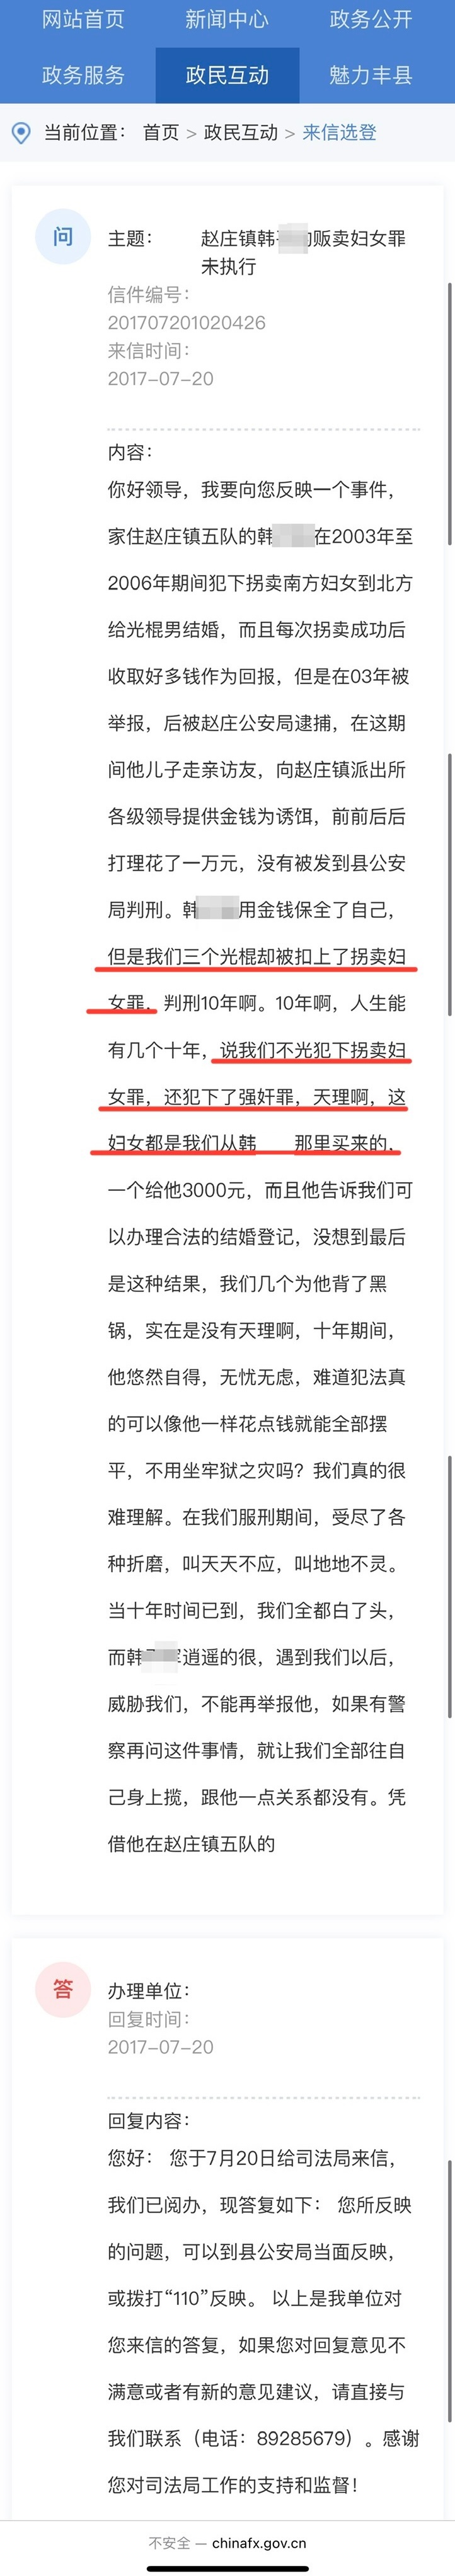 网站首页 新闻中心 政务公开
政务服务 政民互动 魅力丰县
当前位置： 首页 > 政民互动 > 来信选登
问
主题： 赵庄镇韩 贩卖妇女罪
未执行
信件编号：
201707201020426
来信时间：
2017-07-20
内容：
你好领导，我要向您反映一个事件，
家住赵庄镇五队的韩 在2003年至
2006年期间犯下拐卖南方妇女到北方
给光棍男结婚，而且每次拐卖成功后
收取好多钱作为回报，但是在03年被
举报，后被赵庄公安局逮捕，在这期
间他儿子走亲访友，向赵庄镇派出所
各级领导提供金钱为诱饵，前前后后
打理花了一万元，没有被发到县公安
局判刑。韩 用金钱保全了自己，
但是我们三个光棍却被扣上了拐卖妇
女罪，判刑10年啊。10年啊，人生能
有几个十年，说我们不光犯下拐卖妇
女罪，还犯下了强奸罪，天理啊，这
妇女都是我们从韩 那里买来的，
一个给他3000元，而且他告诉我们可
以办理合法的结婚登记，没想到最后
是这种结果，我们几个为他背了黑
锅，实在是没有天理啊，十年期间，
他悠然自得，无忧无虑，难道犯法真
的可以像他一样花点钱就能全部摆
平，不用坐牢狱之灾吗？我们真的很
难理解。在我们服刑期间，受尽了各
种折磨，叫天天不应，叫地地不灵。
当十年时间已到，我们全都白了头，
而韩 逍遥的很，遇到我们以后，
威胁我们，不能再举报他，如果有警
察再问这件事情，就让我们全部往自
己身上揽，跟他一点关系都没有。凭
借他在赵庄镇五队的
答
办理单位：
回复时间：
2017-07-20
回复内容：
您好： 您于7月20日给司法局来信，
我们已阅办，现答复如下： 您所反映
的问题，可以到县公安局当面反映，
或拨打“110”反映。 以上是我单位对
您来信的答复，如果您对回复意见不
满意或者有新的意见建议，请直接与
我们联系（电话：89285679）。感谢
您对司法局工作的支持和监督！
不安全 — chinafx.gov.cn